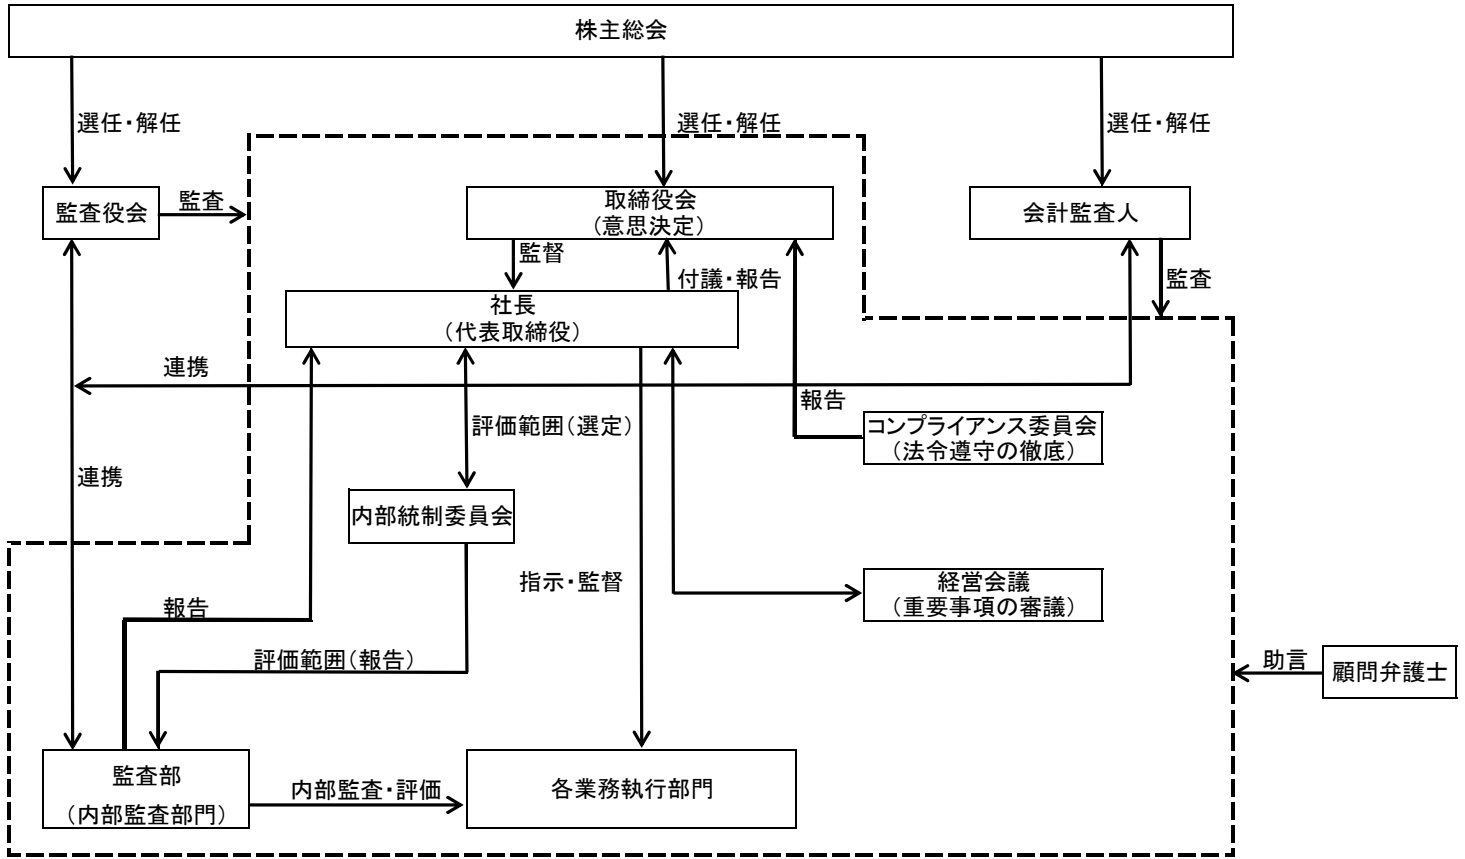 株主総会
選任・解任
選任・解任
選任・解任
監査役会
監査
取締役会
（意思決定）
会計監査人
監督
付議・報告
監査
社長
（代表取締役）
連携
報告
コンプライアンス委員会
（法令遵守の徹底）
評価範囲（選定）
連携
内部統制委員会
指示・監督
経営会議
（重要事項の審議）
報告
評価範囲（報告）
助言
顧問弁護士
監査部
（内部監査部門）
内部監査・評価
各業務執行部門